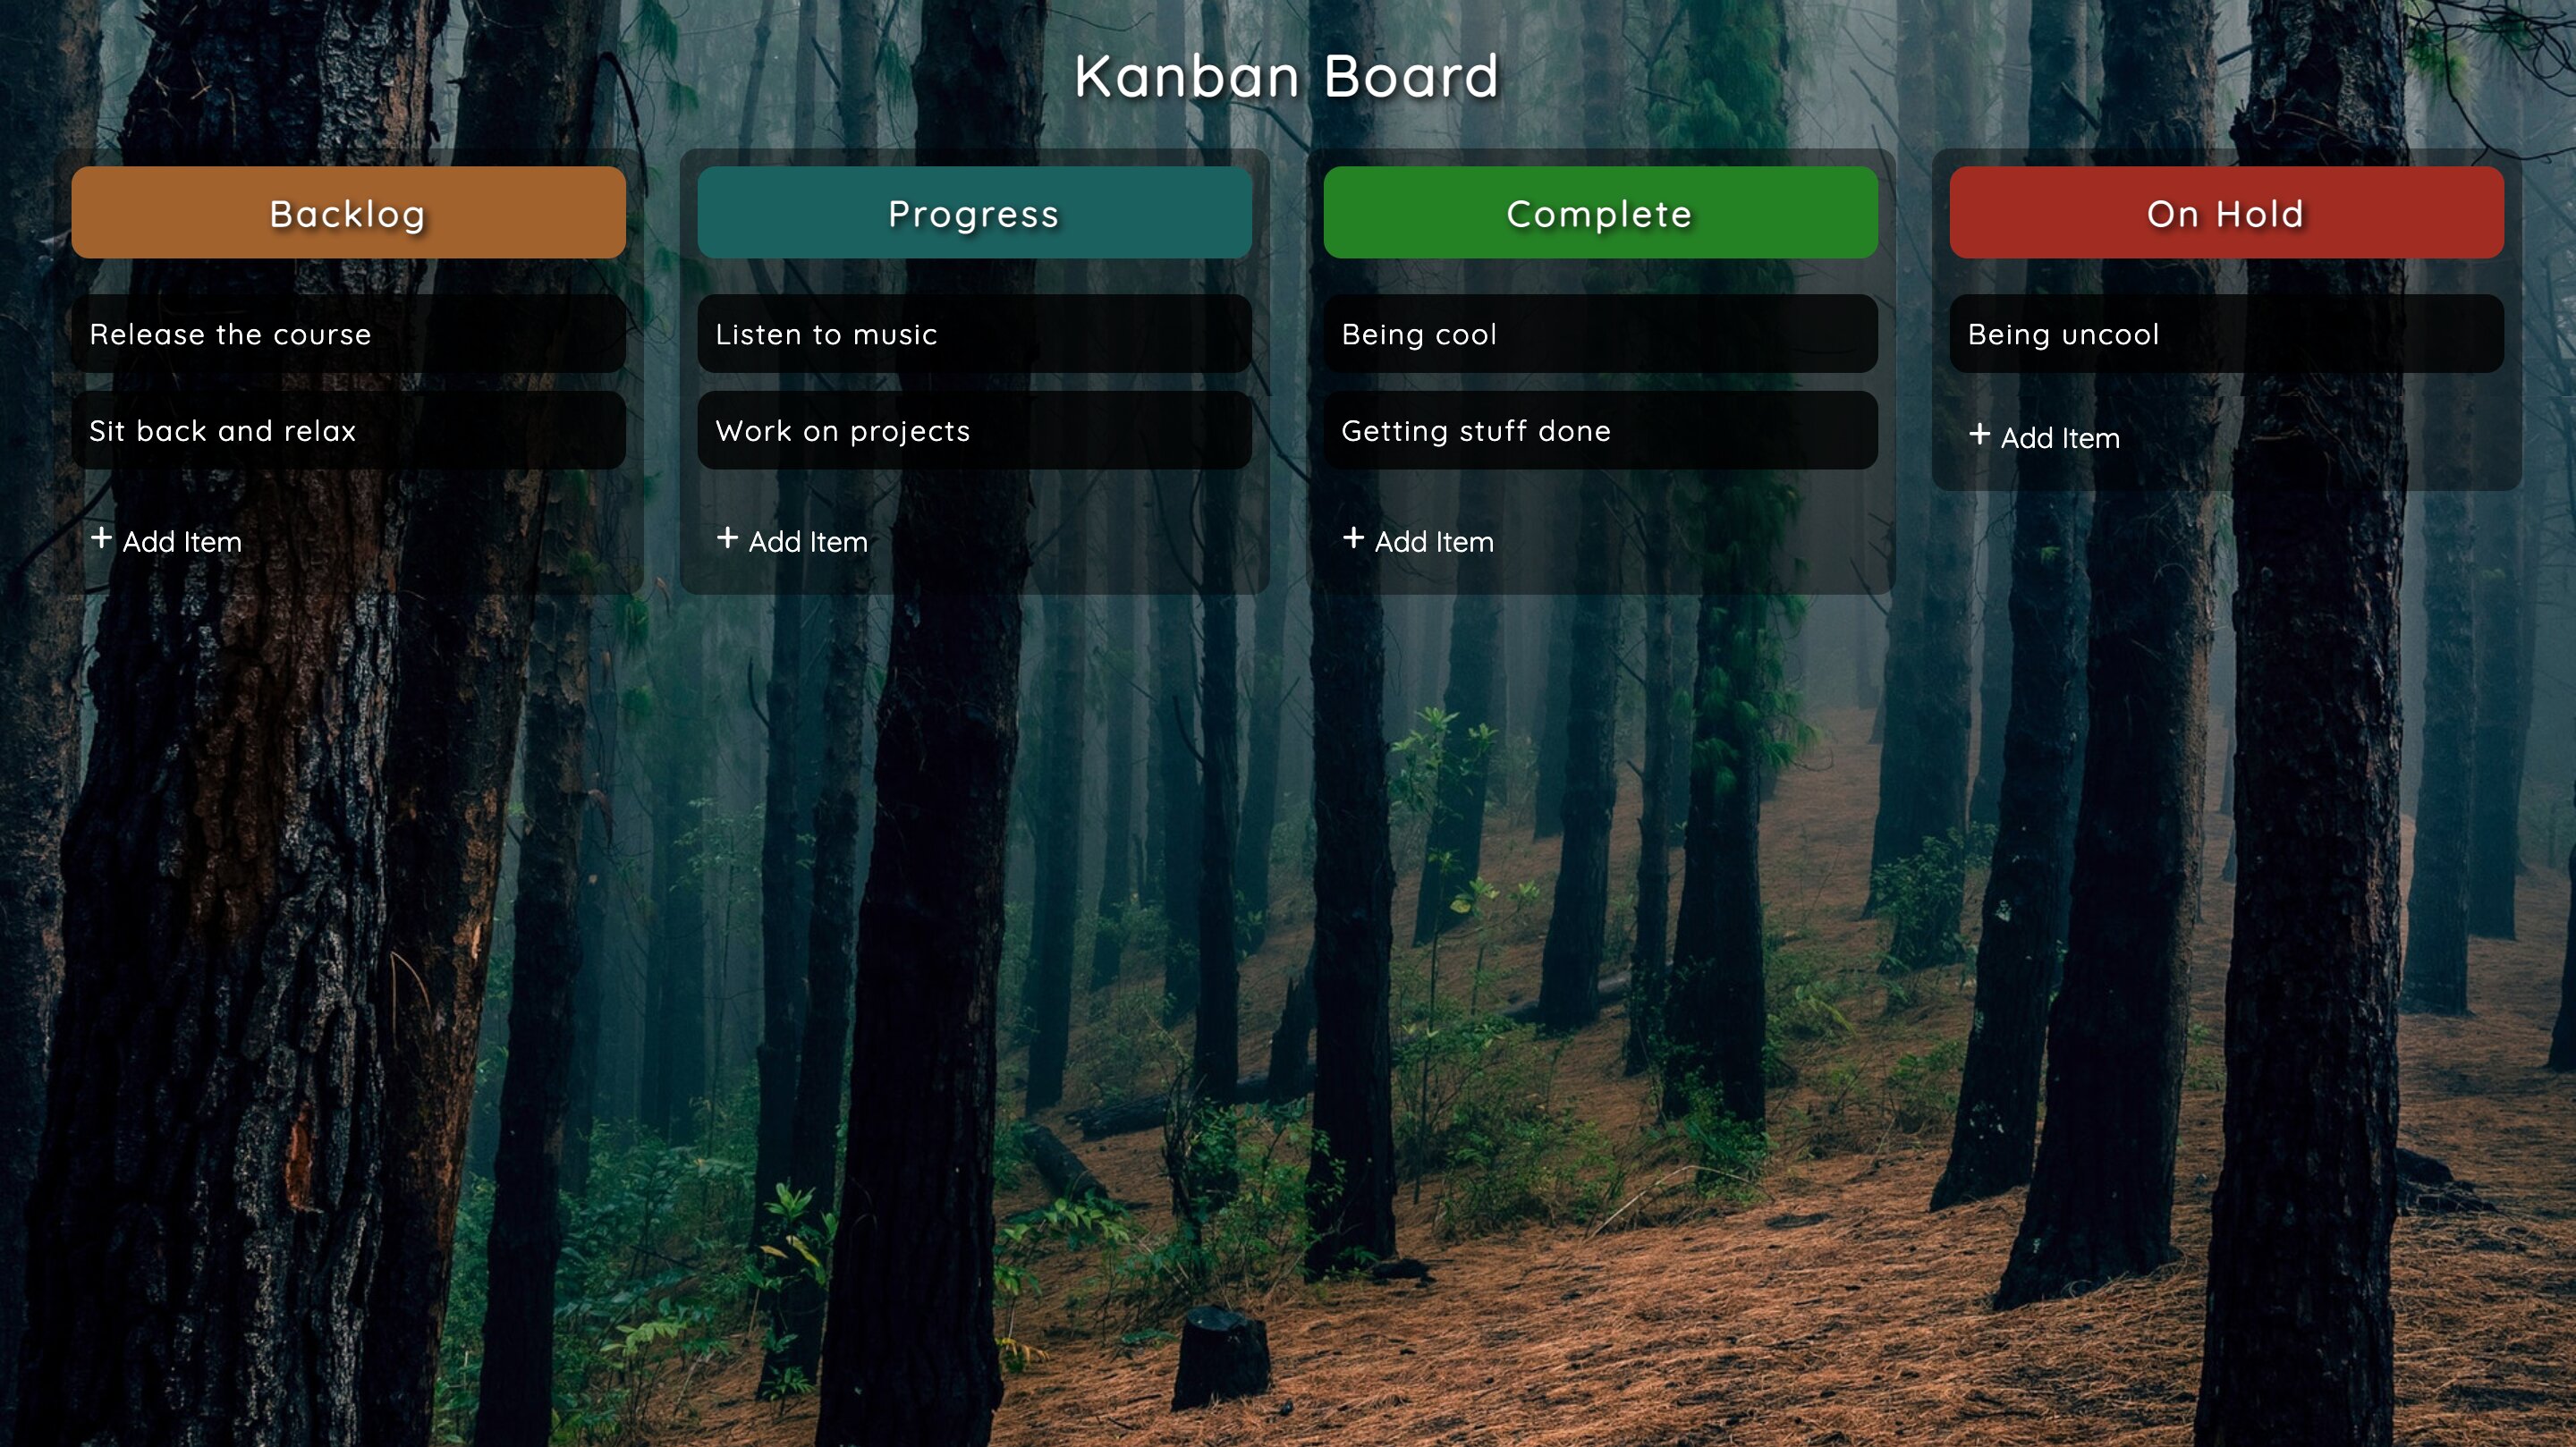 Kanban Board
Backlog
Release the course
Sit back and relax
+ Add Item
Progress
Listen to music
Work on projects
+ Add Item
Complete
Being cool
Getting stuff done
+ Add Item
On Hold
Being uncool
+ Add Item